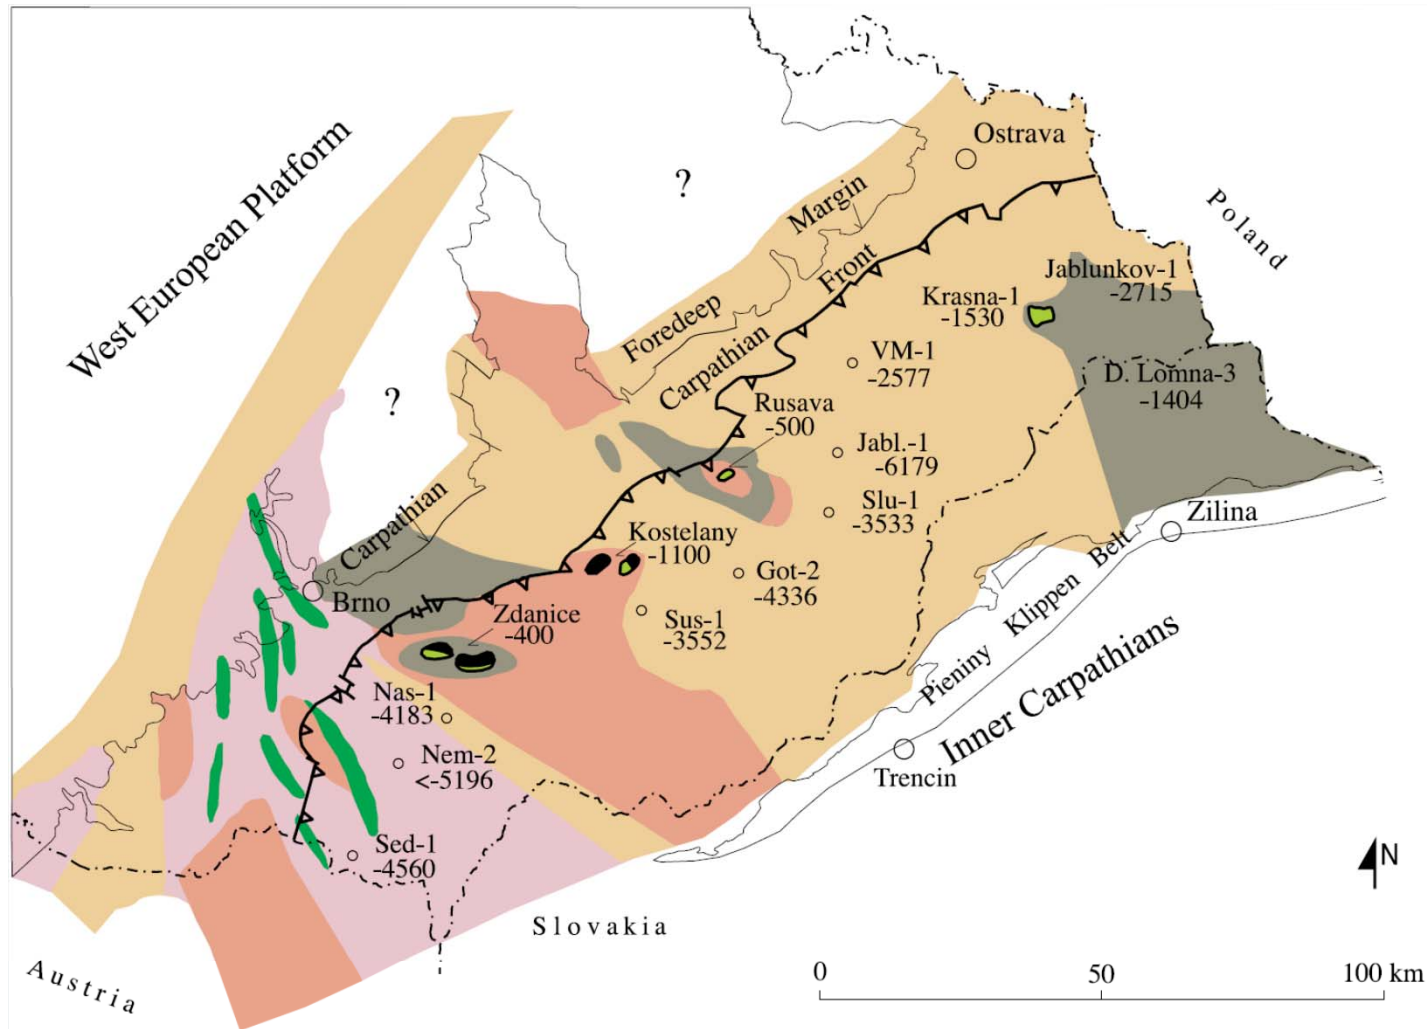 Ostrava
West European Platform
?
Margin
Poland
Foredeep
Front
Jablunkov-1
-2715
Krasna-1
-1530
Carpathian
VM-1
-2577
D. Lomna-3
-1404
?
Rusava
-500
Jabl.-1
-6179
Slu-1
-3533
Zilina
Carpathian
Kostelany
-1100
Belt
Brno
Got-2
-4336
Klippen
Zdanice
-400
Sus-1
-3552
Pieniny
Inner Carpathians
Nas-1
-4183
Nem-2
<-5196
Trencin
Sed-1
-4560
N
Slovakia
Austria
0 50 100 km